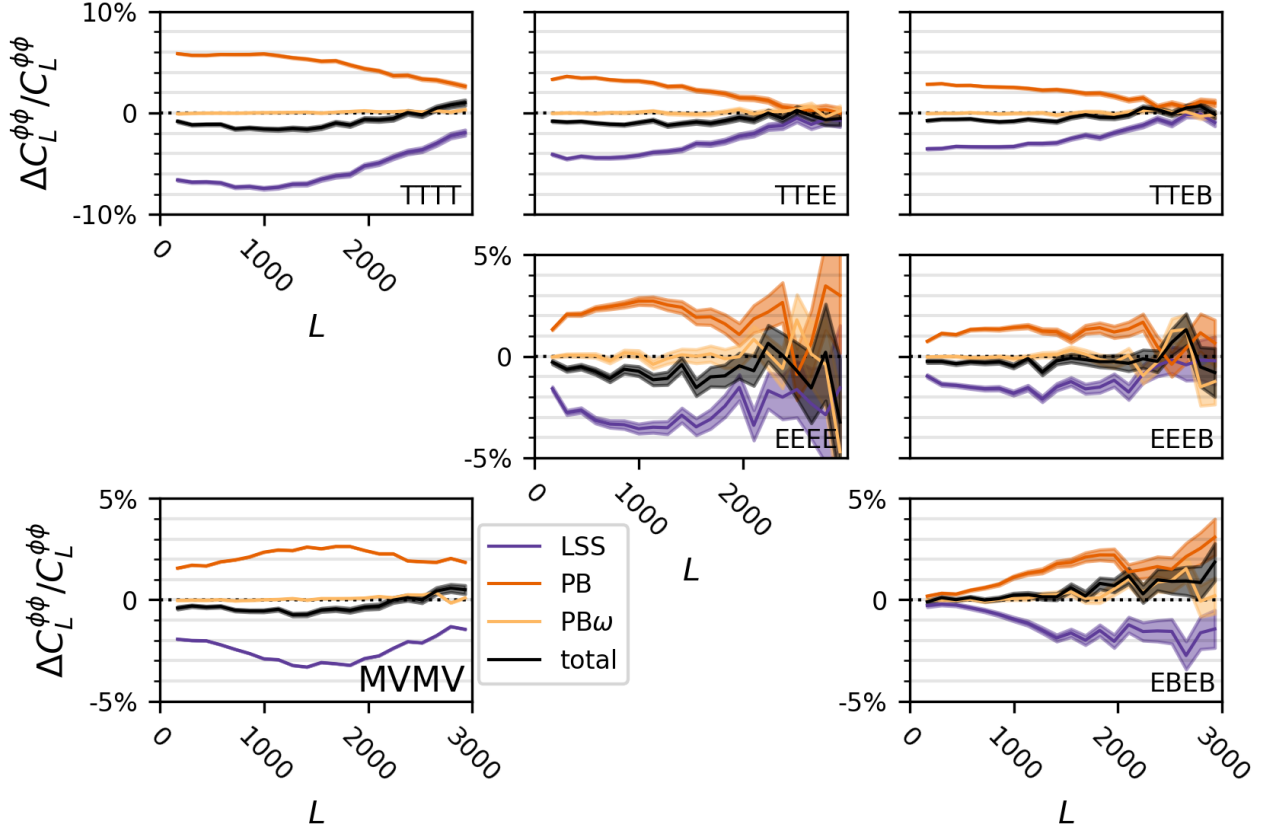 10%
0
-10%
ΔC_L^{ϕϕ}/C_L^{ϕϕ}
TTTT
TTEE
TTEB
0
1000
2000
L
5%
0
-5%
EEEE
EEEB
0
1000
2000
L
5%
0
-5%
ΔC_L^{ϕϕ}/C_L^{ϕϕ}
MVMV
0
1000
2000
3000
L
LSS
PB
PBω
total
5%
0
-5%
EBEB
0
1000
2000
3000
L